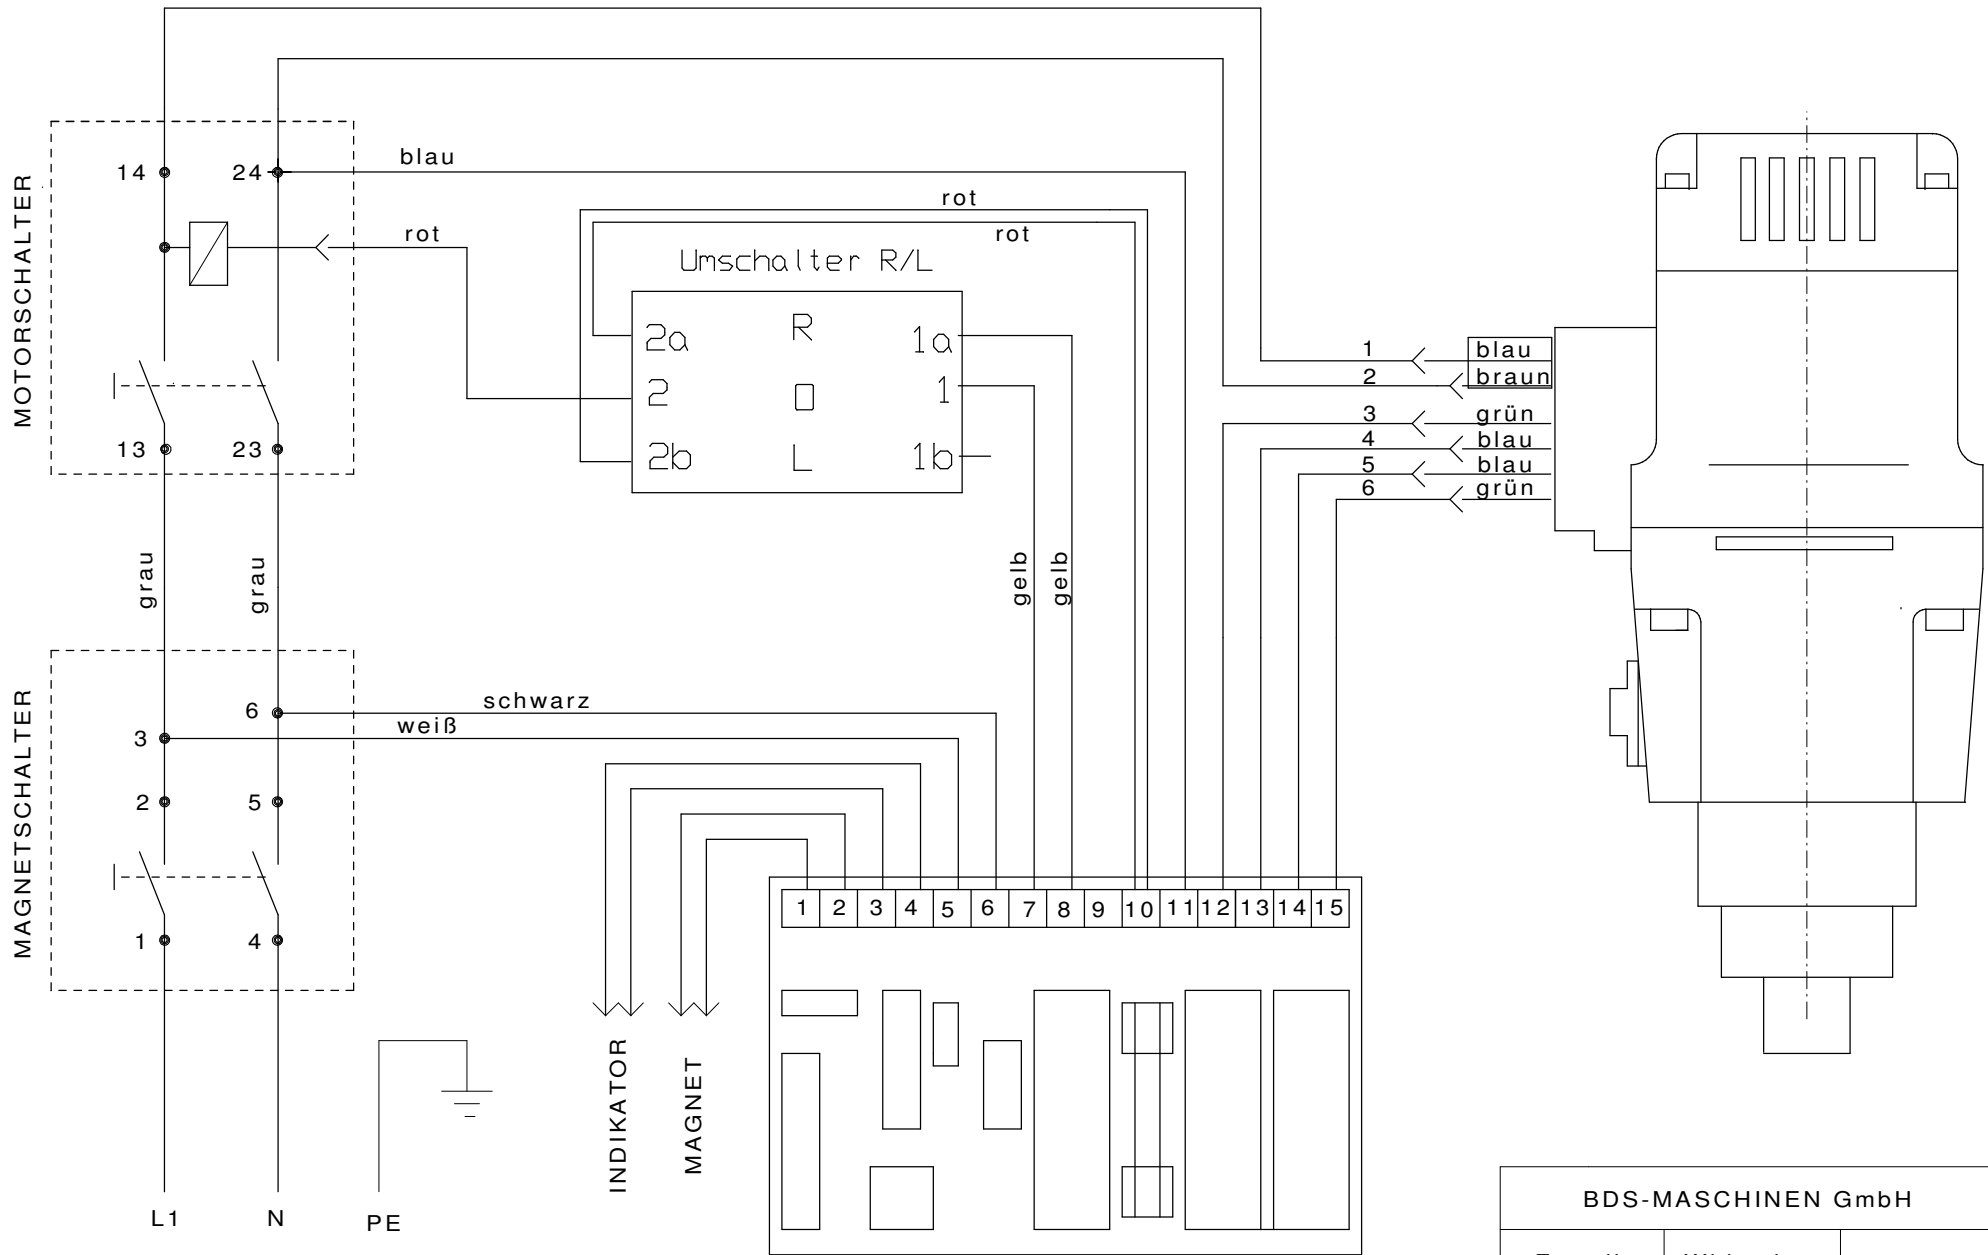 MOTORSCHALTER
14
24
blau
rot
rot
rot
Umschalter R/L
2a
R
1a
2
0
1
2b
L
1b
13
23
1
blau
2
braun
3
grün
4
blau
5
blau
6
grün
grau
grau
gelb
gelb
MAGNETSCHALTER
6
schwarz
3
weiß
2
5
1
4
1 2 3 4 5 6 7 8 9 10 11 12 13 14 15
INDIKATOR
MAGNET
L1
N
PE
BDS-MASCHINEN GmbH